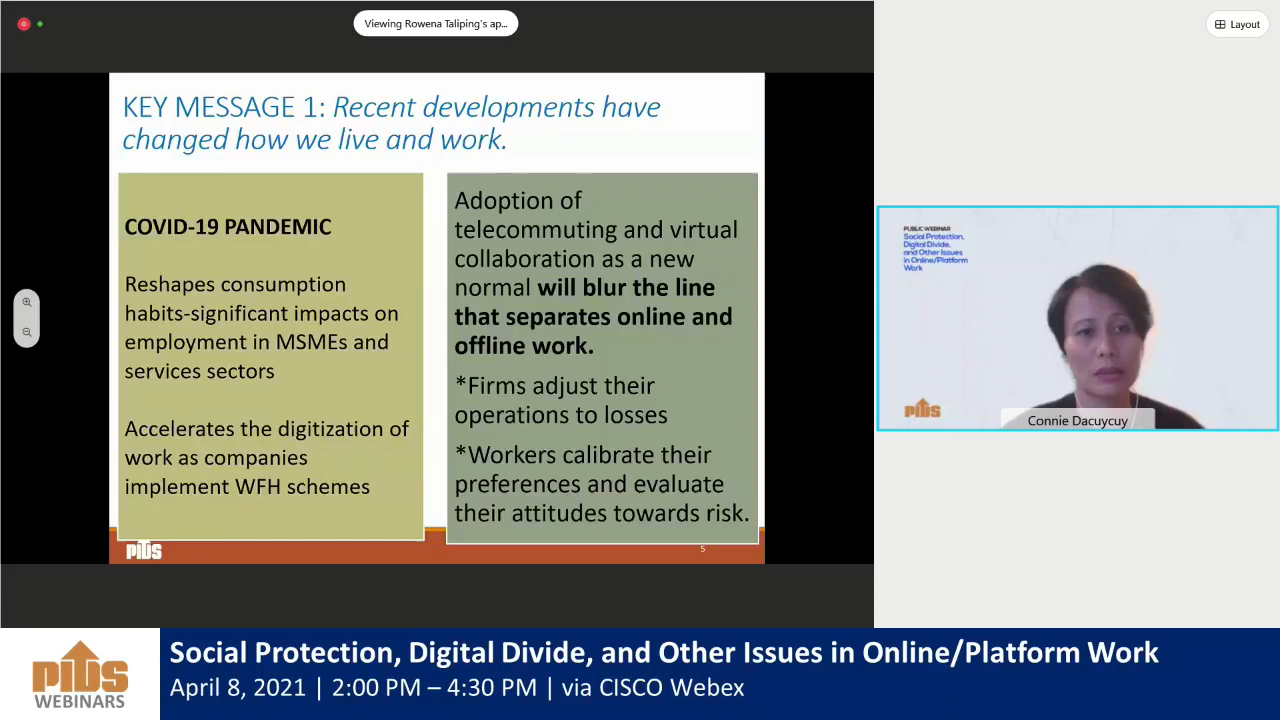 Viewing Rowena Taliping's ap...
Layout
KEY MESSAGE 1: Recent developments have
changed how we live and work.
COVID-19 PANDEMIC
Reshapes consumption
habits-significant impacts on
employment in MSMEs and
services sectors
Accelerates the digitization of
work as companies
implement WFH schemes
Adoption of
telecommuting and virtual
collaboration as a new
normal will blur the line
that separates online and
offline work.
*Firms adjust their
operations to losses
*Workers calibrate their
preferences and evaluate
their attitudes towards risk.
PIDS
5
PUBLIC WEBINAR
Social Protection,
Digital Divide,
and Other Issues
in Online/Platform
Work
PIDS
Connie Dacuycuy
PIDS
WEBINARS
Social Protection, Digital Divide, and Other Issues in Online/Platform Work
April 8, 2021 | 2:00 PM – 4:30 PM | via CISCO Webex